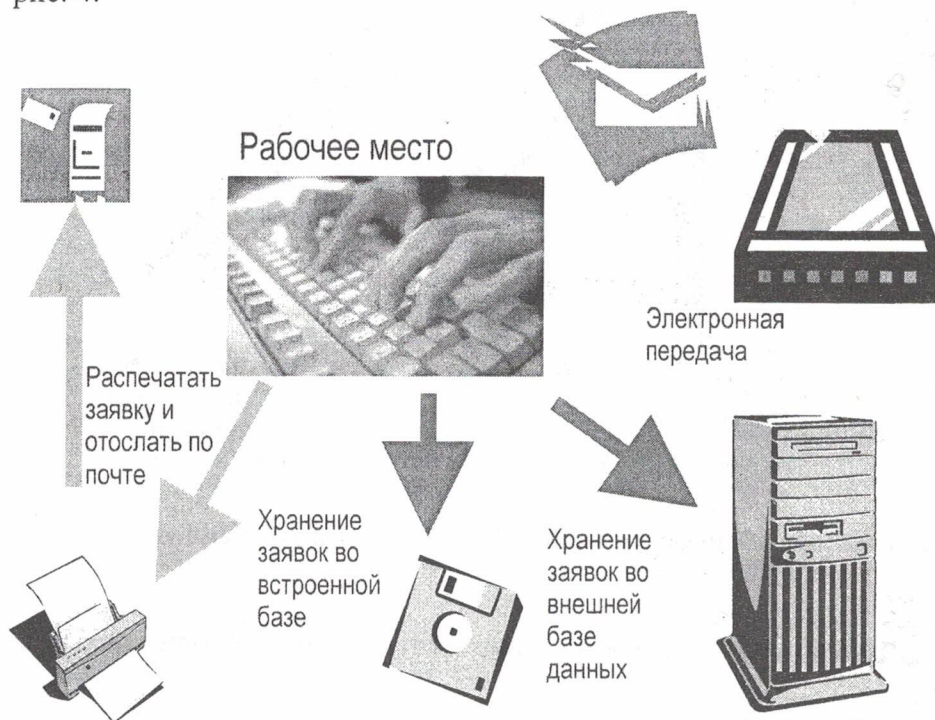 рис. 4.
Рабочее место
Электронная
передача
Распечатать
заявку и
отослать по
почте
Хранение
заявок во
встроенной
базе
Хранение
заявок во
внешней
базе
данных